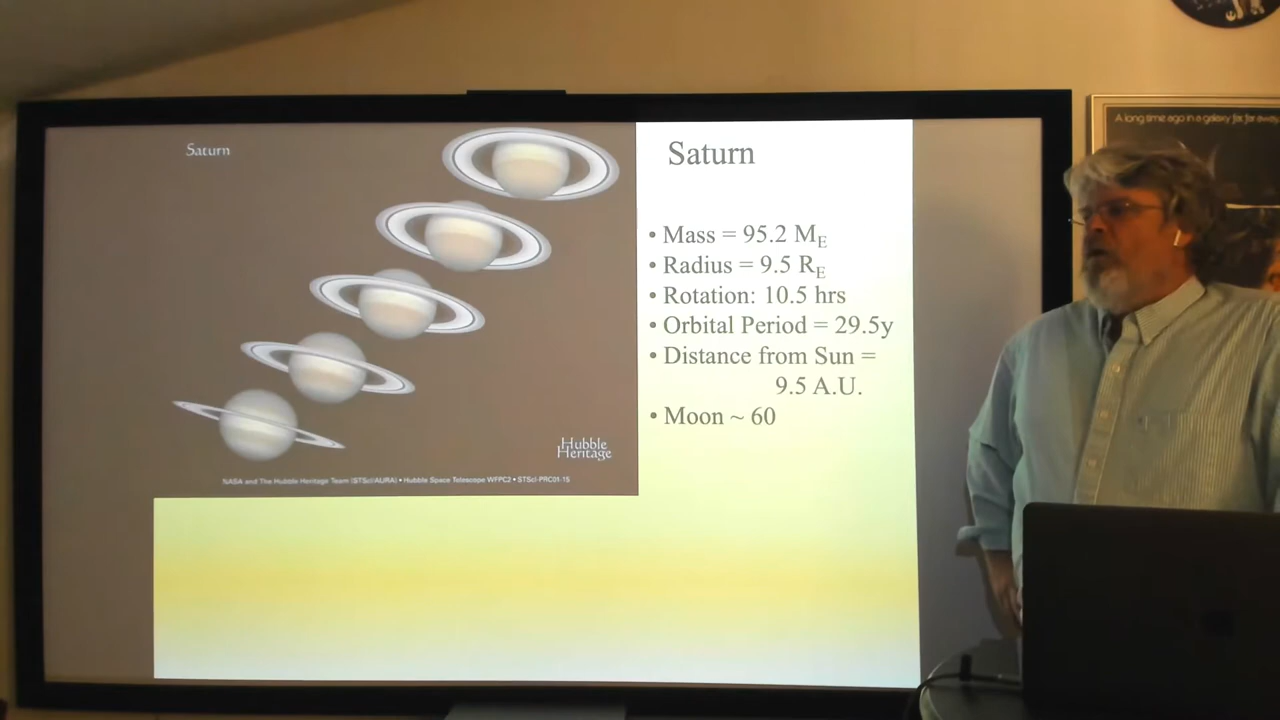 Saturn
Hubble
Heritage
NASA and The Hubble Heritage Team (STScI/AURA) • Hubble Space Telescope WFPC2 • STScI-PRC01-15
Saturn
• Mass = 95.2 M_E
• Radius = 9.5 R_E
• Rotation: 10.5 hrs
• Orbital Period = 29.5y
• Distance from Sun =
9.5 A.U.
• Moon ~ 60
A long time ago in a galaxy far far away